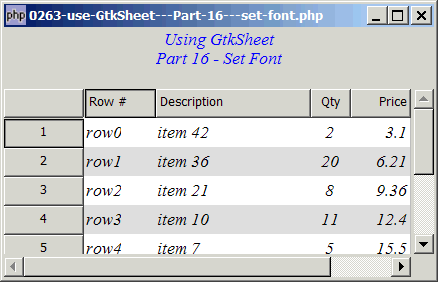 php 0263-use-GtkSheet---Part-16---set-font.php
Using GtkSheet
Part 16 - Set Font
Row # Description Qty Price
1 row0 item 42 2 3.1
2 row1 item 36 20 6.21
3 row2 item 21 8 9.36
4 row3 item 10 11 12.4
5 row4 item 7 5 15.5